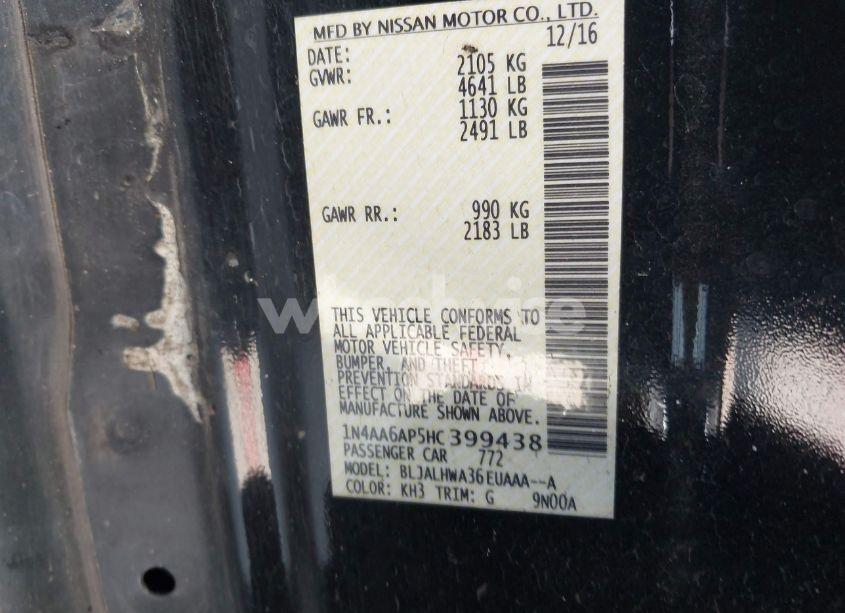 MFD BY NISSAN MOTOR CO., LTD.
DATE: 12/16
GVWR: 2105 KG
4641 LB
GAWR FR.: 1130 KG
2491 LB
GAWR RR.: 990 KG
2183 LB
THIS VEHICLE CONFORMS TO
ALL APPLICABLE FEDERAL
MOTOR VEHICLE SAFETY,
BUMPER, AND THEFT
PREVENTION STANDARDS IN
EFFECT ON THE DATE OF
MANUFACTURE SHOWN ABOVE.
1N4AA6AP5HC399438
PASSENGER CAR 772
MODEL: BLJALHWA36EUAAA--A
COLOR: KH3 TRIM: G 9N00A